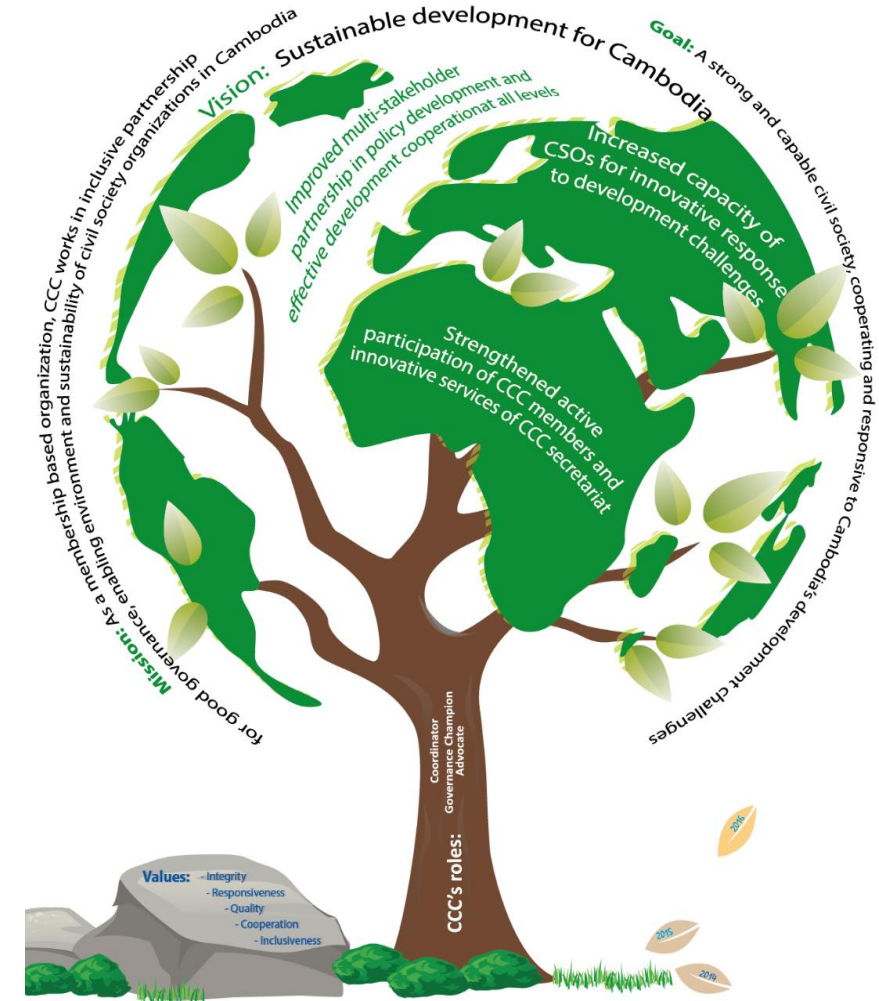 Vision: Sustainable development for Cambodia
Goal: A strong and capable civil society, cooperating and responsive to Cambodia's development challenges
Mission: As a membership based organization, CCC works in inclusive partnership
for good governance, enabling environment and sustainability of civil society organizations in Cambodia
Improved multi-stakeholder
partnership in policy development and
effective development cooperationat all levels
Increased capacity of
CSOs for innovative response
to development challenges
Strengthened active
participation of CCC members and
innovative services of CCC secretariat
CCC's roles:
Coordinator
Governance Champion
Advocate
Values: - Integrity
- Responsiveness
- Quality
- Cooperation
- Inclusiveness
2016
2015
2014